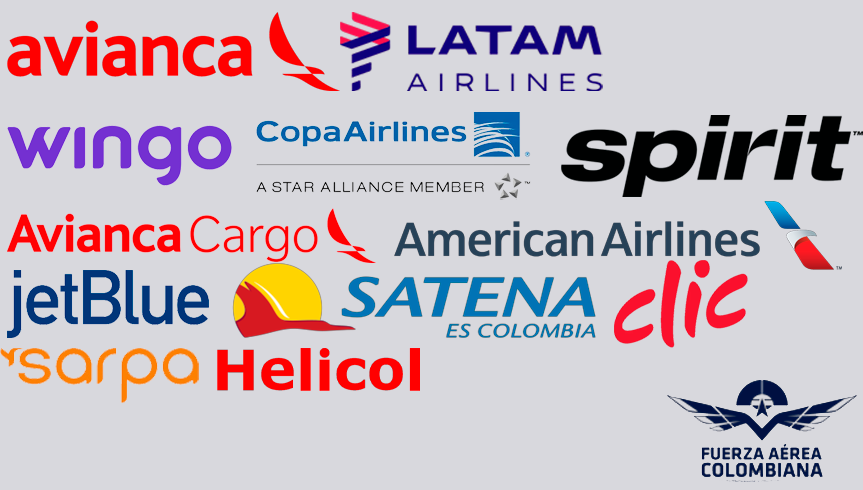 avianca
LATAM
AIRLINES
wingo
CopaAirlines
A STAR ALLIANCE MEMBER
spirit
Avianca Cargo
American Airlines
jetBlue
SATENA
ES COLOMBIA
clic
sarpa
Helicol
FUERZA AÉREA
COLOMBIANA